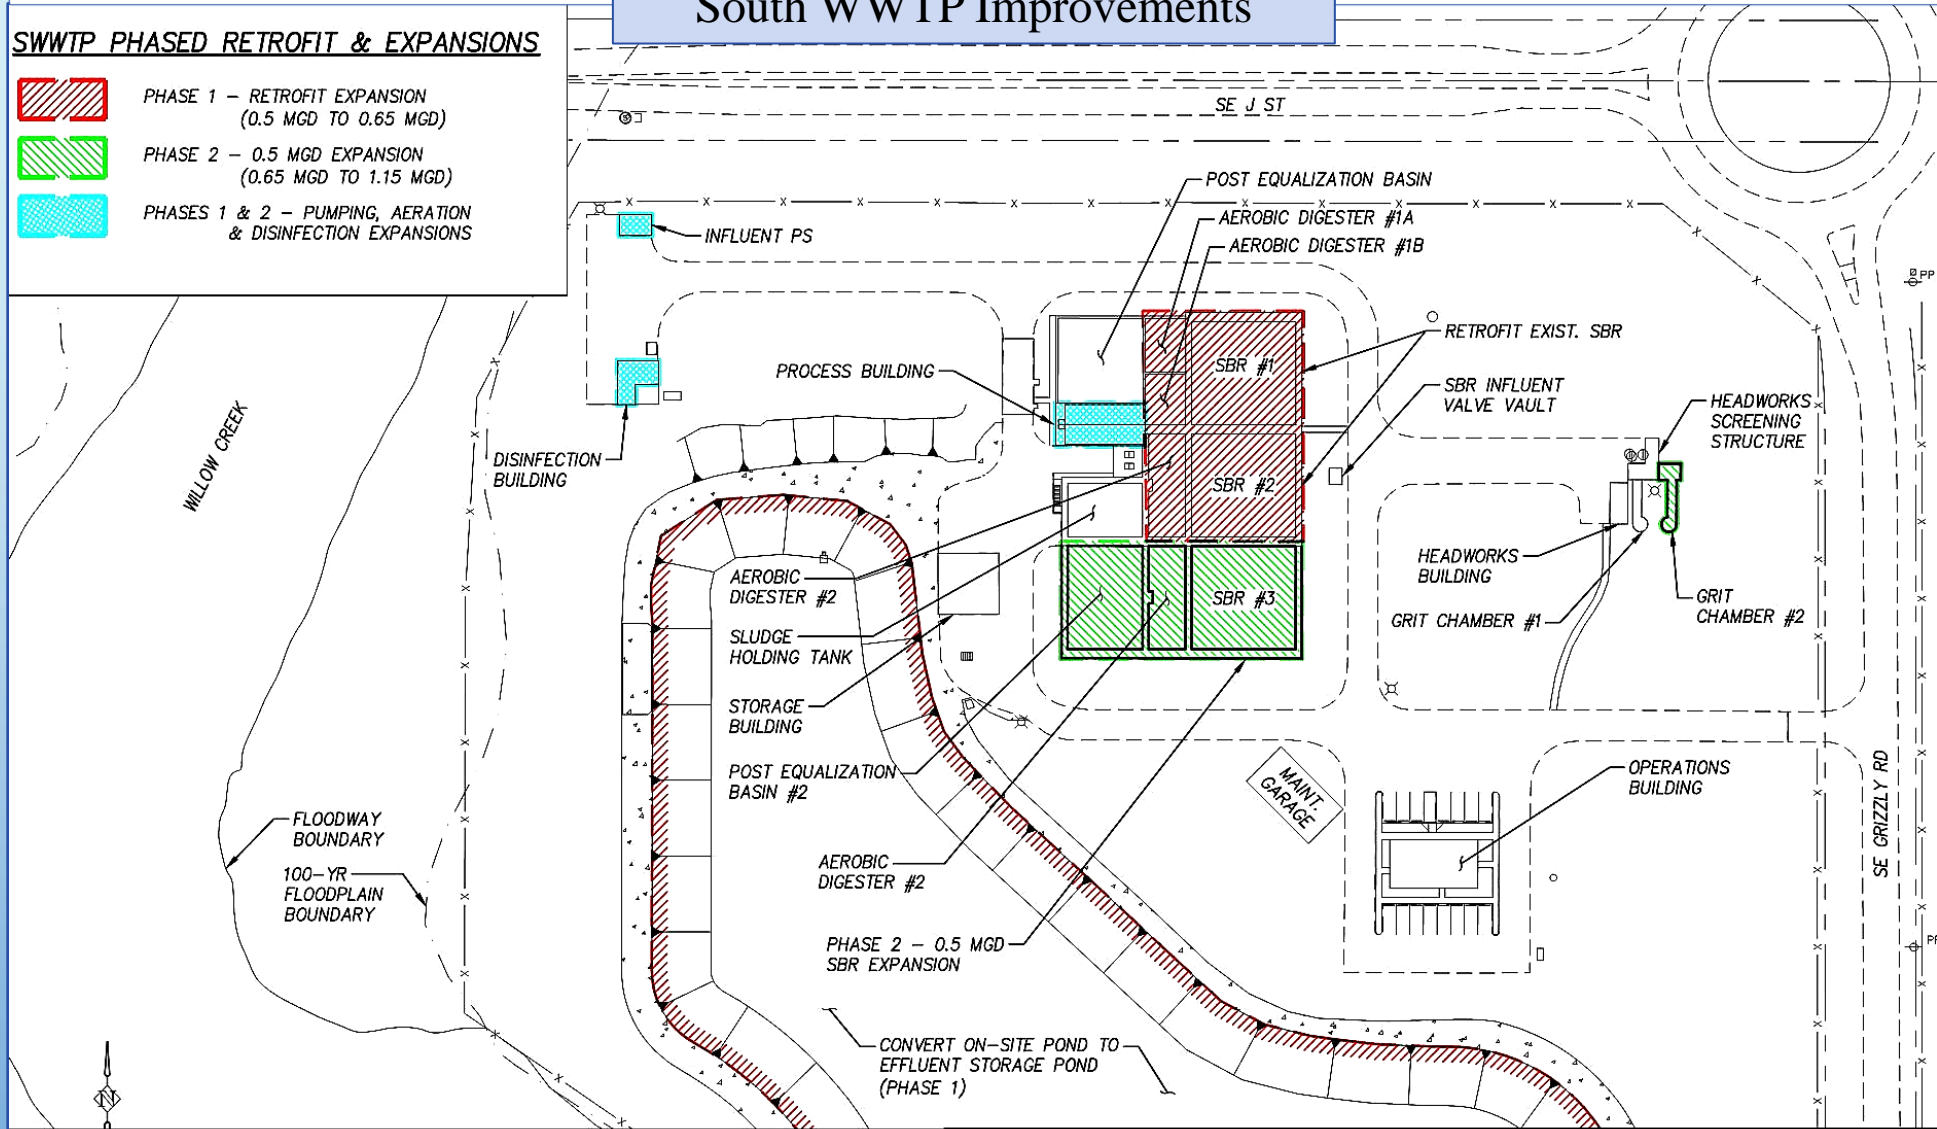 South WWTP Improvements
SWWTP PHASED RETROFIT & EXPANSIONS
PHASE 1 – RETROFIT EXPANSION
(0.5 MGD TO 0.65 MGD)
PHASE 2 – 0.5 MGD EXPANSION
(0.65 MGD TO 1.15 MGD)
PHASES 1 & 2 – PUMPING, AERATION
& DISINFECTION EXPANSIONS
SE J ST
POST EQUALIZATION BASIN
AEROBIC DIGESTER #1A
AEROBIC DIGESTER #1B
INFLUENT PS
PP
RETROFIT EXIST. SBR
SBR #1
PROCESS BUILDING
SBR INFLUENT
VALVE VAULT
HEADWORKS
SCREENING
STRUCTURE
WILLOW CREEK
DISINFECTION
BUILDING
SBR #2
HEADWORKS
BUILDING
AEROBIC
DIGESTER #2
SBR #3
GRIT
CHAMBER #2
GRIT CHAMBER #1
SLUDGE
HOLDING TANK
STORAGE
BUILDING
POST EQUALIZATION
BASIN #2
MAINT.
GARAGE
OPERATIONS
BUILDING
SE GRIZZLY RD
FLOODWAY
BOUNDARY
100–YR
FLOODPLAIN
BOUNDARY
AEROBIC
DIGESTER #2
PHASE 2 – 0.5 MGD
SBR EXPANSION
PP
CONVERT ON–SITE POND TO
EFFLUENT STORAGE POND
(PHASE 1)
N